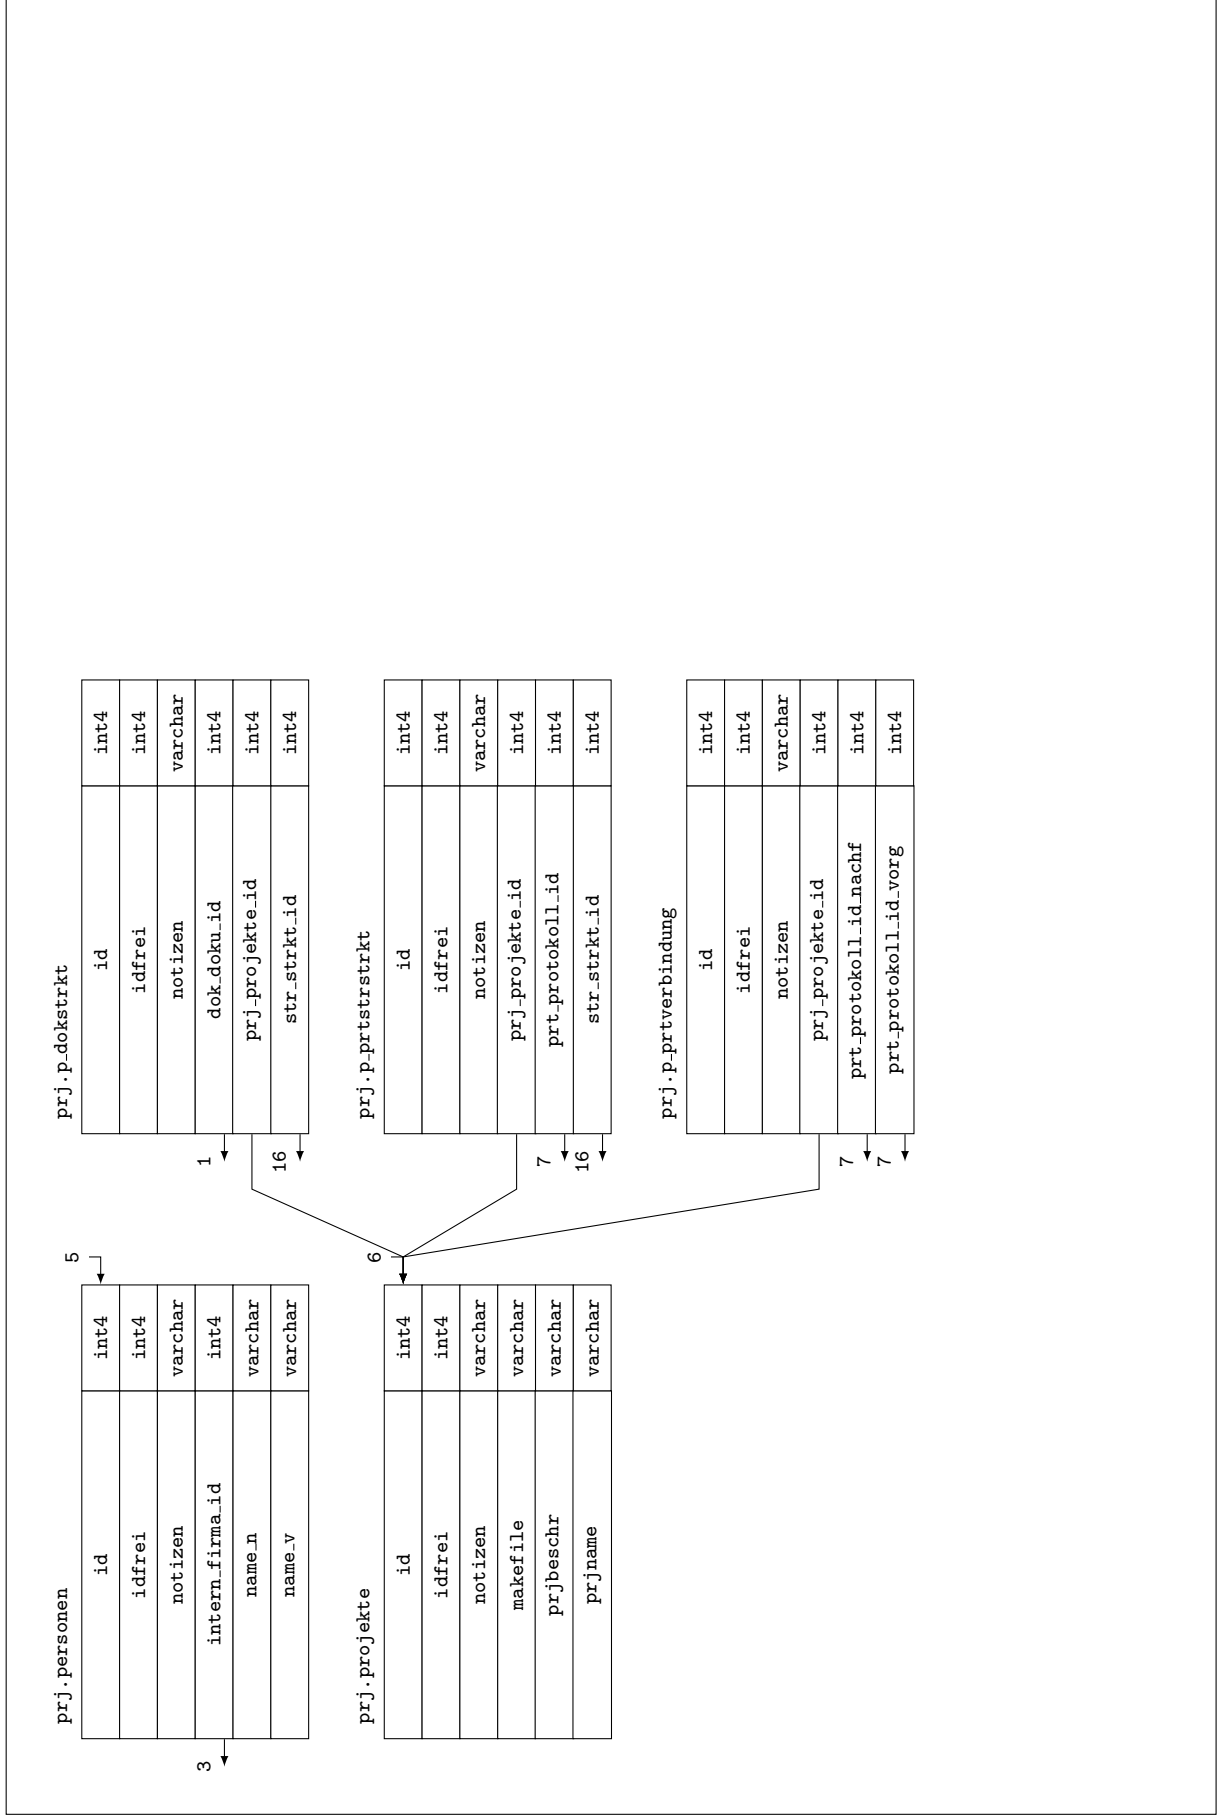 prj.personen
id int4
idfrei int4
notizen varchar
intern_firma_id int4
name_n varchar
name_v varchar
3
5
prj.projekte
id int4
idfrei int4
notizen varchar
makefile varchar
prjbeschr varchar
prjname varchar
6
prj.p_dokstrkt
id int4
idfrei int4
notizen varchar
dok_doku_id int4
prj_projekte_id int4
str_strkt_id int4
1
16
prj.p_prtstrstrkt
id int4
idfrei int4
notizen varchar
prj_projekte_id int4
prt_protokoll_id int4
str_strkt_id int4
7
16
prj.p_prtverbindung
id int4
idfrei int4
notizen varchar
prj_projekte_id int4
prt_protokoll_id_nachf int4
prt_protokoll_id_vorg int4
7
7